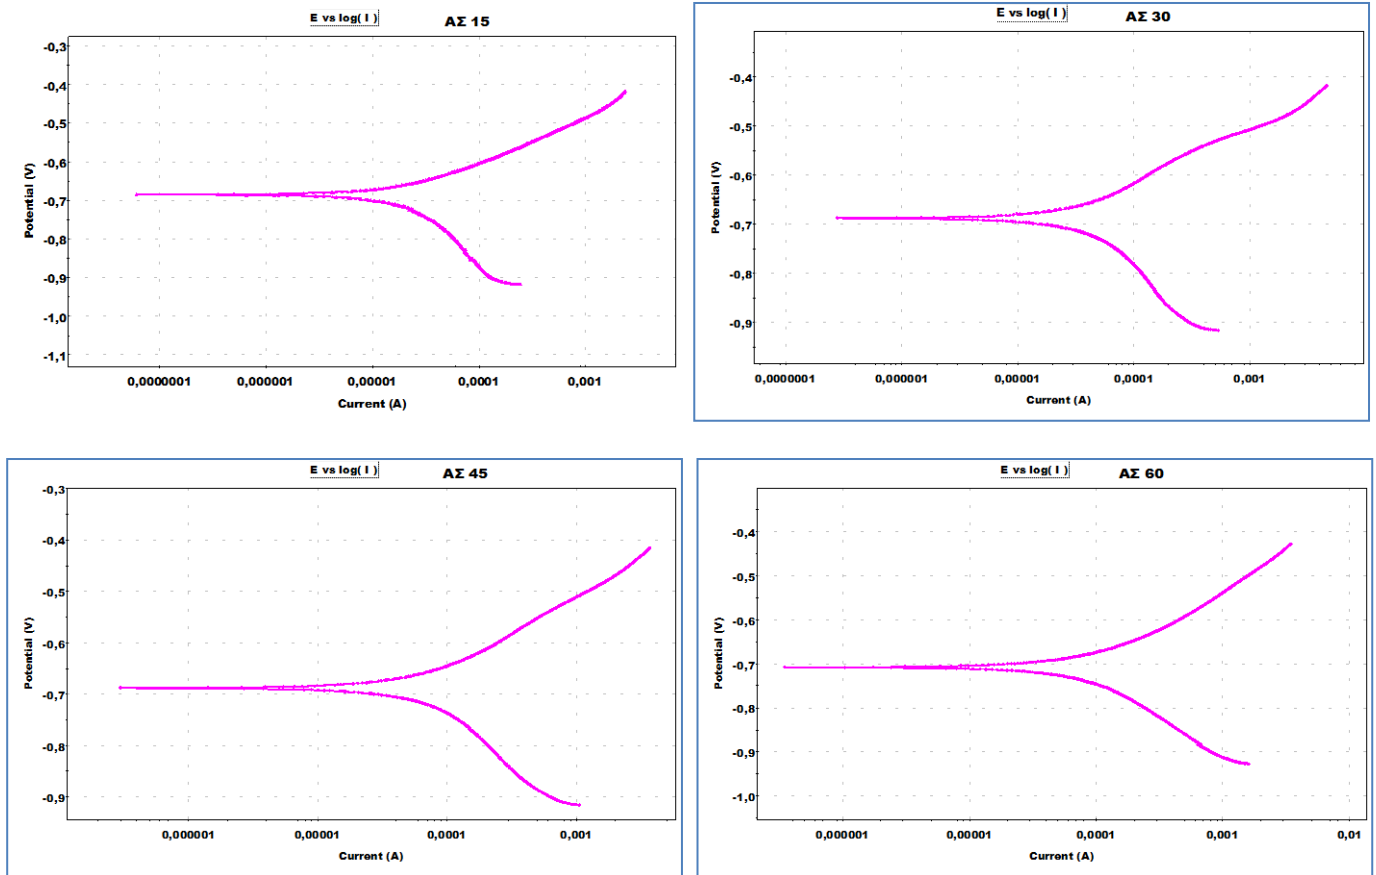 E vs log( I ) ΑΣ 15
-0,3
-0,4
-0,5
-0,6
-0,7
-0,8
-0,9
-1,0
-1,1
Potential (V)
0,0000001 0,000001 0,00001 0,0001 0,001
Current (A)
E vs log( I ) ΑΣ 30
-0,4
-0,5
-0,6
-0,7
-0,8
-0,9
Potential (V)
0,0000001 0,000001 0,00001 0,0001 0,001
Current (A)
E vs log( I ) ΑΣ 45
-0,3
-0,4
-0,5
-0,6
-0,7
-0,8
-0,9
Potential (V)
0,000001 0,00001 0,0001 0,001
Current (A)
E vs log( I ) ΑΣ 60
-0,4
-0,5
-0,6
-0,7
-0,8
-0,9
-1,0
Potential (V)
0,000001 0,00001 0,0001 0,001 0,01
Current (A)